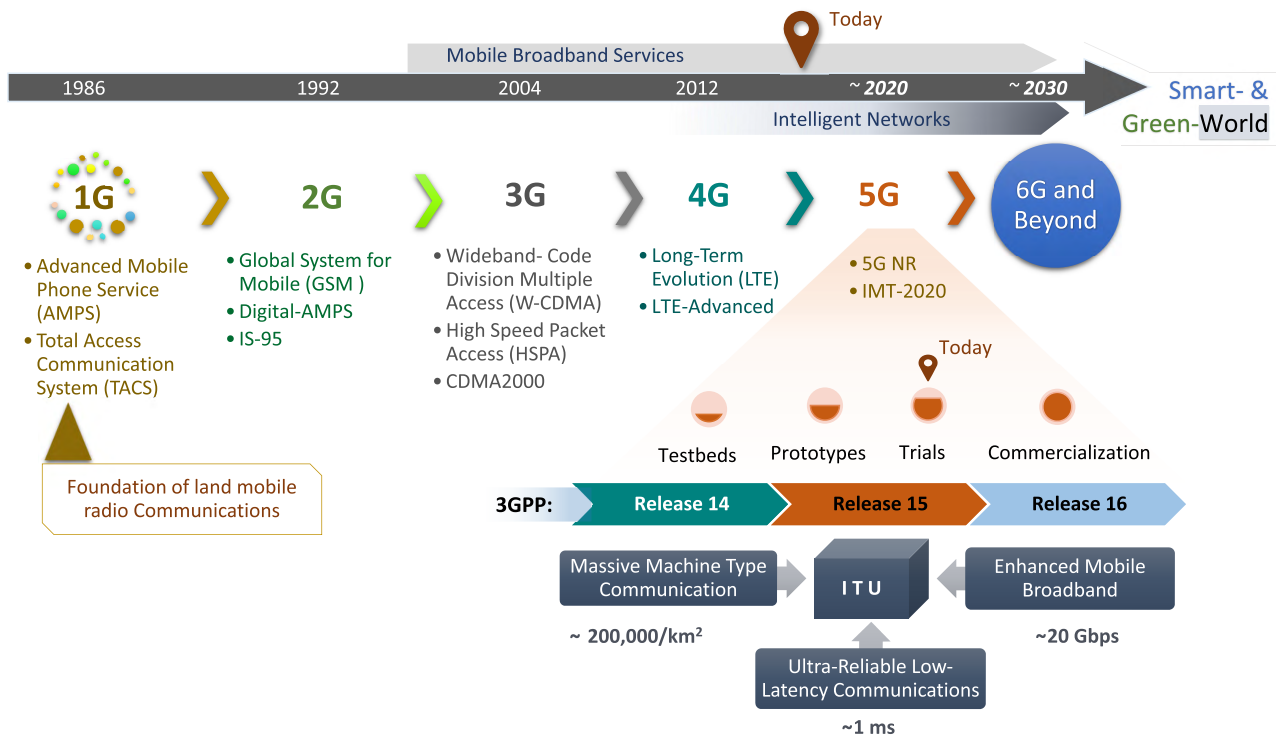 Today
Mobile Broadband Services
1986 1992 2004 2012 ~ 2020 ~ 2030
Smart- &
Green-World
Intelligent Networks
1G
2G
3G
4G
5G
6G and
Beyond
• Advanced Mobile
Phone Service
(AMPS)
• Total Access
Communication
System (TACS)
• Global System for
Mobile (GSM )
• Digital-AMPS
• IS-95
• Wideband- Code
Division Multiple
Access (W-CDMA)
• High Speed Packet
Access (HSPA)
• CDMA2000
• Long-Term
Evolution (LTE)
• LTE-Advanced
• 5G NR
• IMT-2020
Today
Testbeds
Prototypes
Trials
Commercialization
Foundation of land mobile
radio Communications
3GPP:
Release 14
Release 15
Release 16
Massive Machine Type
Communication
~ 200,000/km²
ITU
Enhanced Mobile
Broadband
~20 Gbps
Ultra-Reliable Low-
Latency Communications
~1 ms